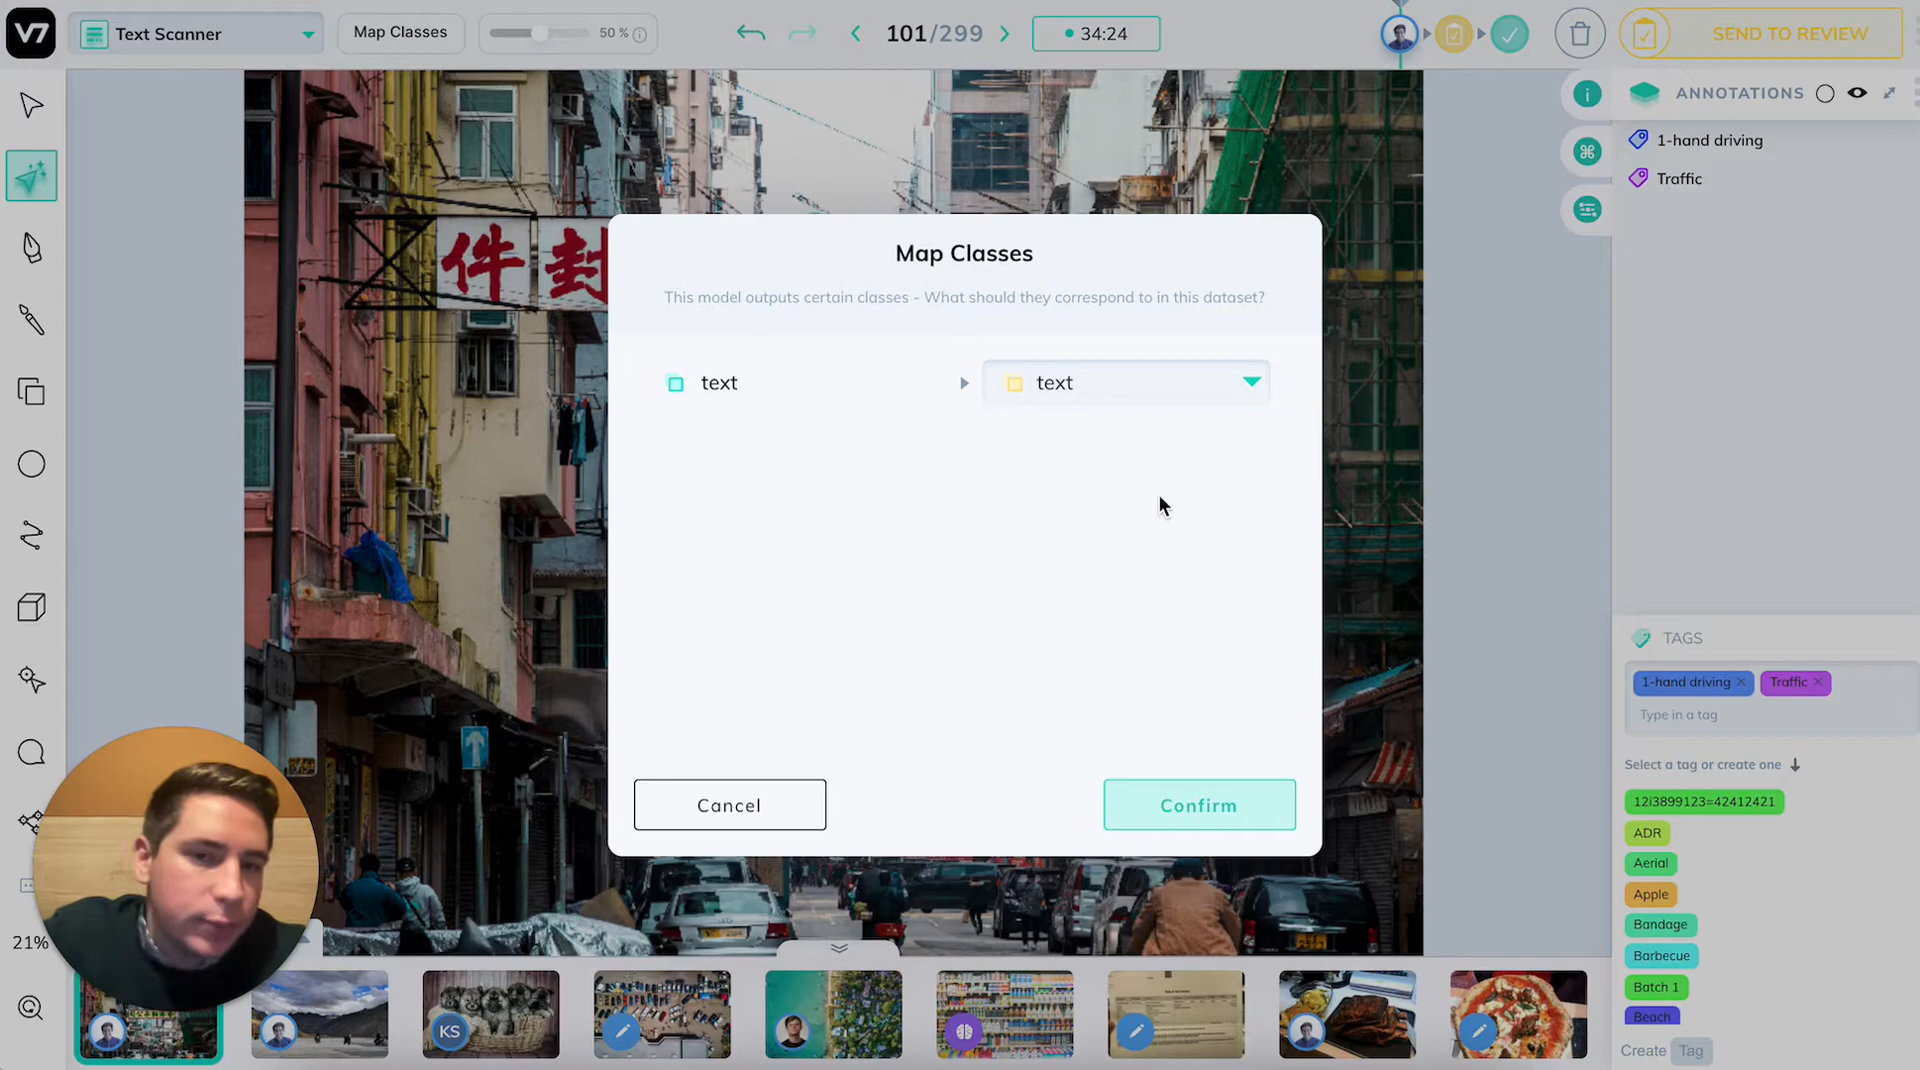 V7
Text Scanner
Map Classes
50 %
101/299
34:24
SEND TO REVIEW
ANNOTATIONS
1-hand driving
Traffic
件封
Map Classes
This model outputs certain classes - What should they correspond to in this dataset?
text
text
Cancel
Confirm
TAGS
1-hand driving
Traffic
Type in a tag
Select a tag or create one
12i3899123=42412421
ADR
Aerial
Apple
Bandage
Barbecue
Batch 1
Beach
Create Tag
21%
KS